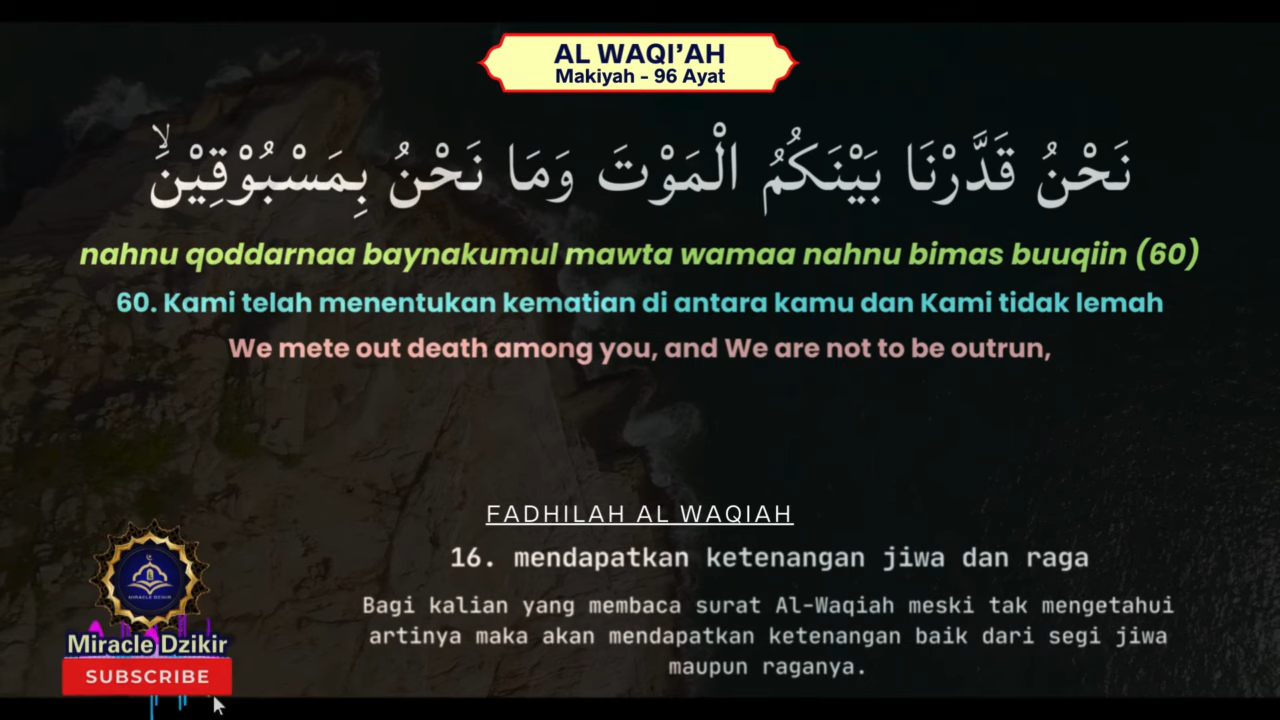 AL WAQI’AH
Makiyah - 96 Ayat
نَحْنُ قَدَّرْنَا بَيْنَكُمُ الْمَوْتَ وَمَا نَحْنُ بِمَسْبُوْقِيْنَۙ
nahnu qoddarnaa baynakumul mawta wamaa nahnu bimas buuqiin (60)
60. Kami telah menentukan kematian di antara kamu dan Kami tidak lemah
We mete out death among you, and We are not to be outrun,
FADHILAH AL WAQIAH
16. mendapatkan ketenangan jiwa dan raga
Bagi kalian yang membaca surat Al-Waqiah meski tak mengetahui
artinya maka akan mendapatkan ketenangan baik dari segi jiwa
maupun raganya.
MIRACLE DZIKIR
Miracle Dzikir
SUBSCRIBE